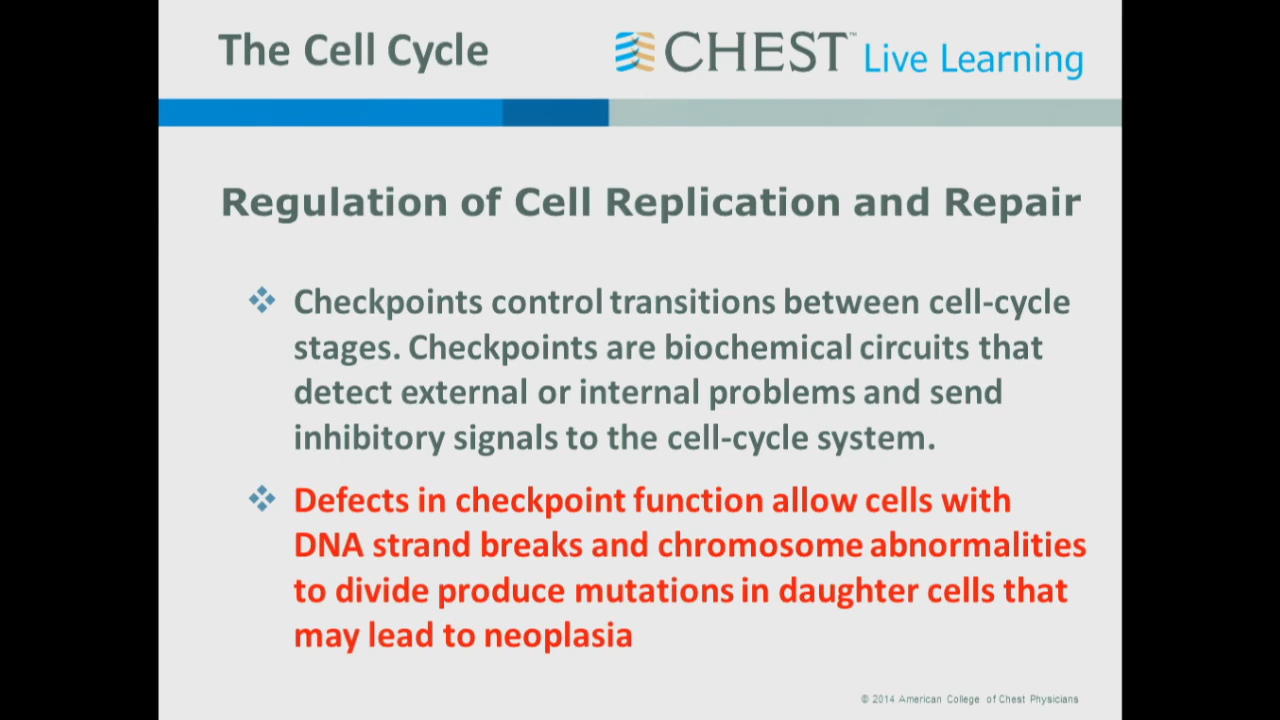 The Cell Cycle
CHEST™ Live Learning
Regulation of Cell Replication and Repair
Checkpoints control transitions between cell-cycle
stages. Checkpoints are biochemical circuits that
detect external or internal problems and send
inhibitory signals to the cell-cycle system.
Defects in checkpoint function allow cells with
DNA strand breaks and chromosome abnormalities
to divide produce mutations in daughter cells that
may lead to neoplasia
© 2014 American College of Chest Physicians